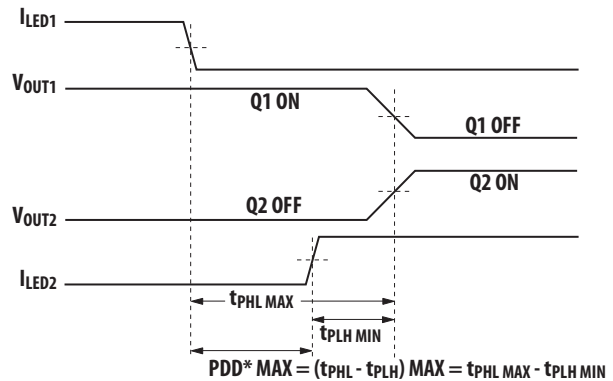 ILED1
VOUT1
Q1 ON
Q1 OFF
Q2 ON
Q2 OFF
VOUT2
ILED2
tPHL MAX
tPLH MIN
PDD* MAX = (tPHL - tPLH) MAX = tPHL MAX - tPLH MIN